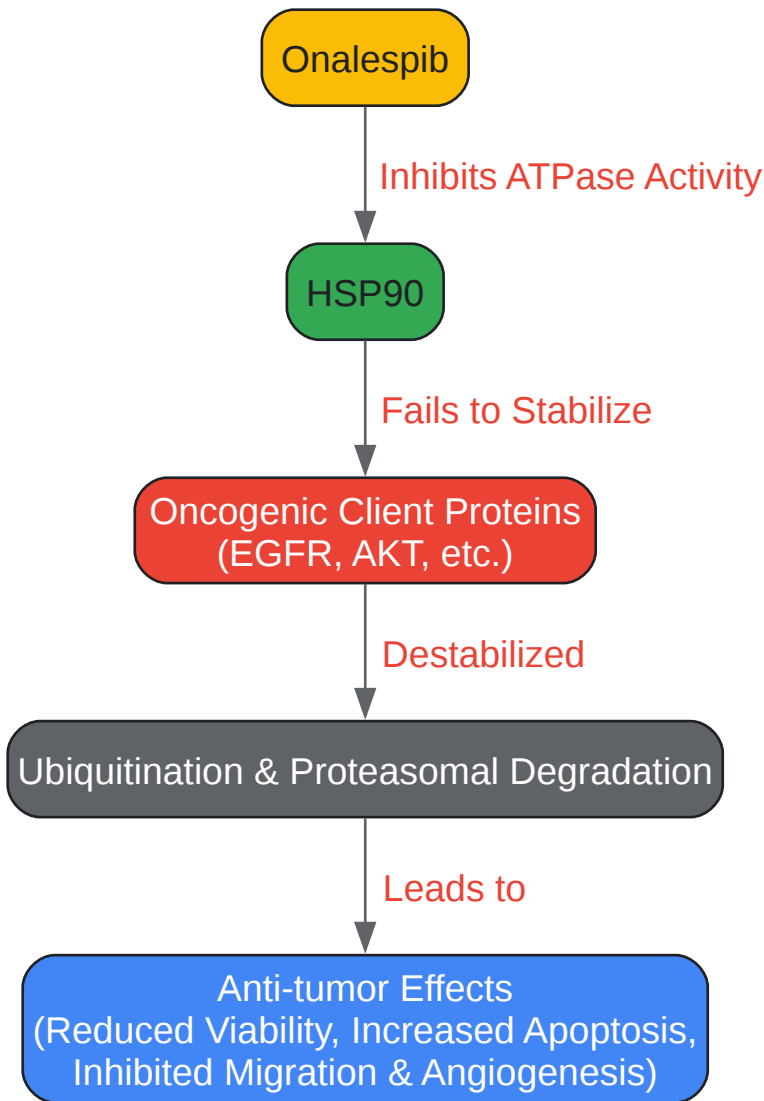 Onalespib
Inhibits ATPase Activity
HSP90
Fails to Stabilize
Oncogenic Client Proteins
(EGFR, AKT, etc.)
Destabilized
Ubiquitination & Proteasomal Degradation
Leads to
Anti-tumor Effects
(Reduced Viability, Increased Apoptosis,
Inhibited Migration & Angiogenesis)